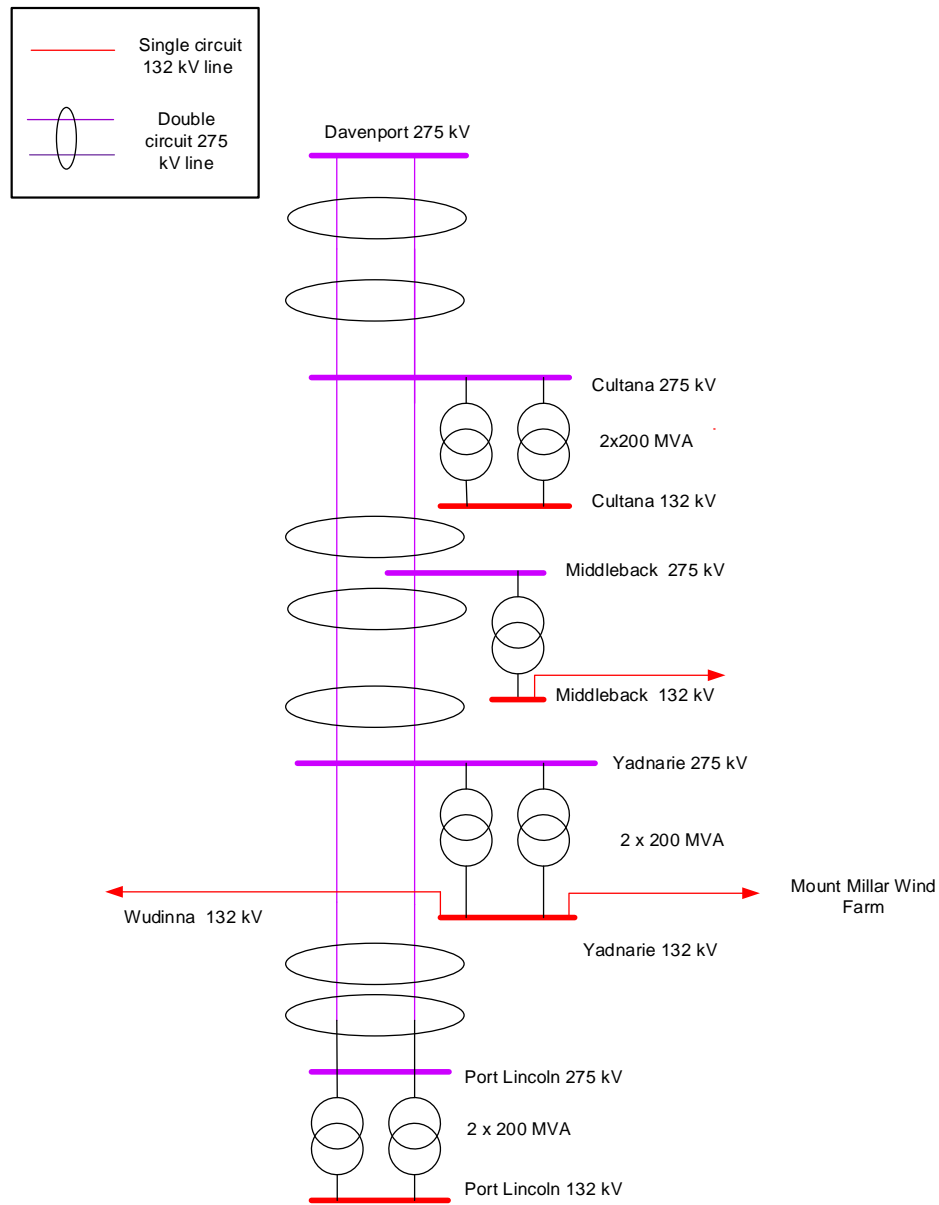 Single circuit
132 kV line
Double
circuit 275
kV line
Davenport 275 kV
Cultana 275 kV
2x200 MVA
Cultana 132 kV
Middleback  275 kV
Middleback  132 kV
Yadnarie 275 kV
2 x 200 MVA
Mount Millar Wind
Farm
Wudinna  132 kV
Yadnarie 132 kV
Port Lincoln 275 kV
2 x 200 MVA
Port Lincoln 132 kV